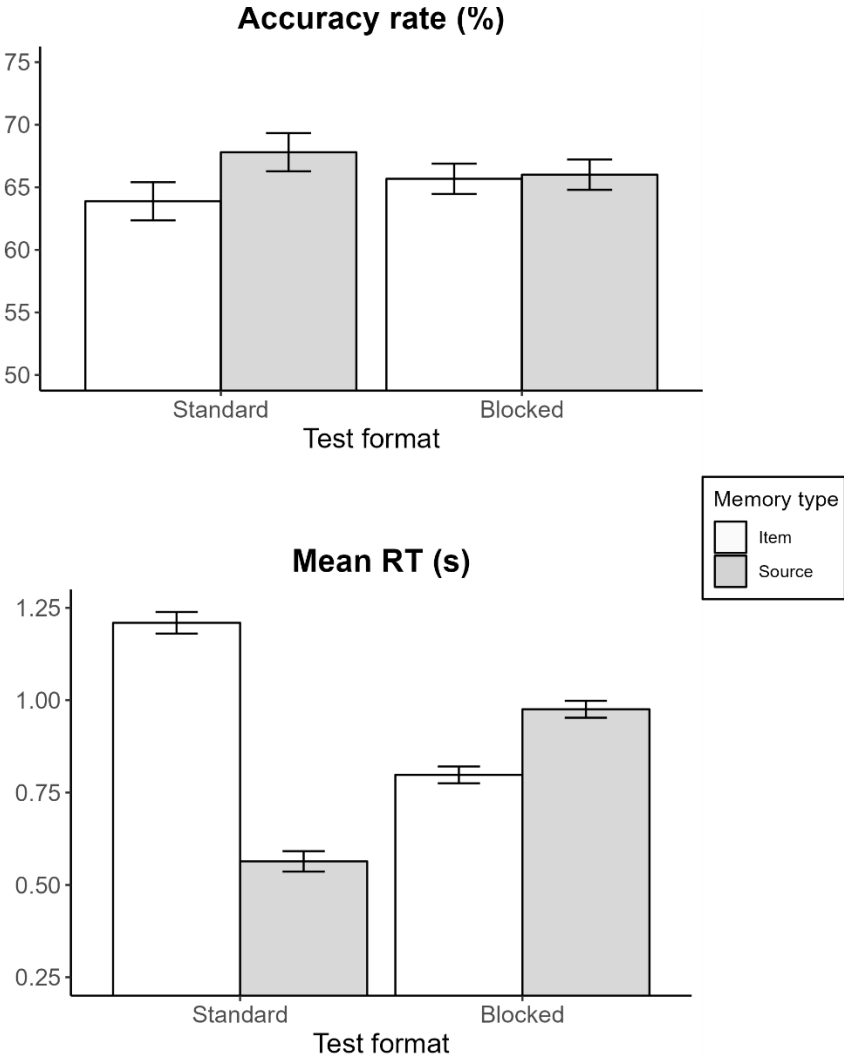 Accuracy rate (%)
75
70
65
60
55
50
Standard Blocked
Test format
Memory type
Item
Source
Mean RT (s)
1.25
1.00
0.75
0.50
0.25
Standard Blocked
Test format